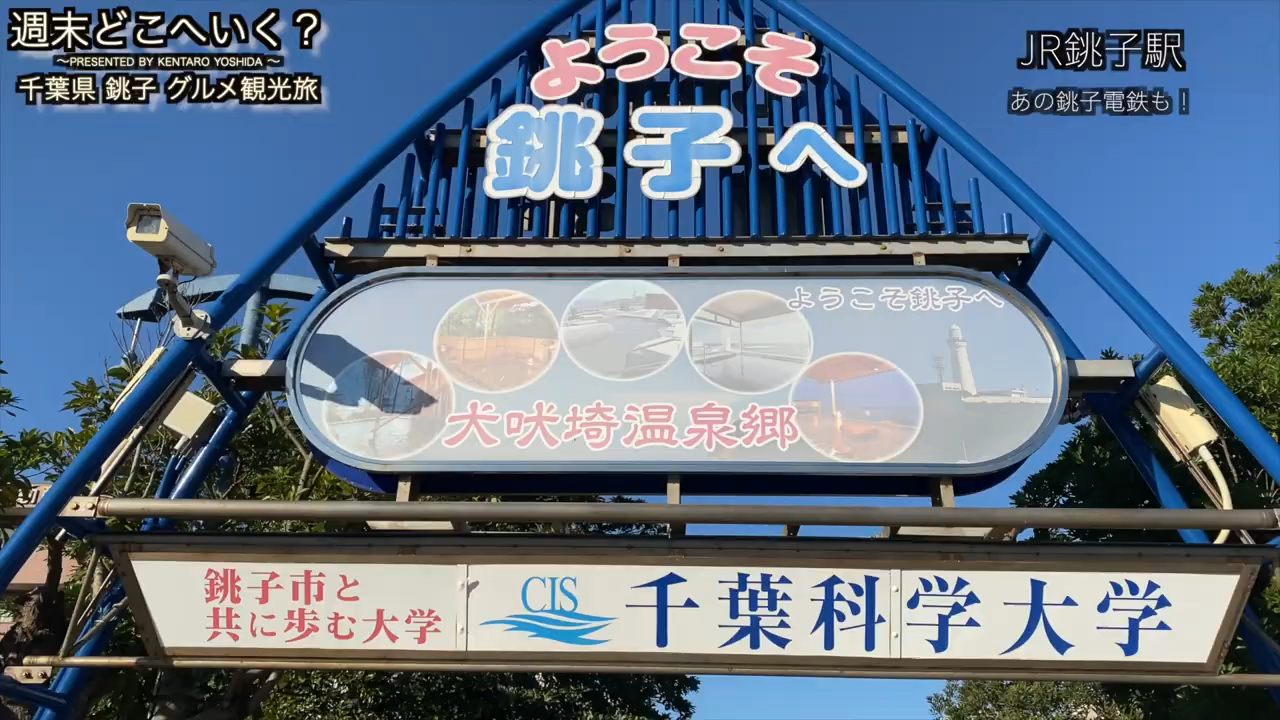 週末どこへいく？
～PRESENTED BY KENTARO YOSHIDA～
千葉県 銚子 グルメ観光旅
JR銚子駅
あの銚子電鉄も！
ようこそ
銚子へ
ようこそ銚子へ
犬吠埼温泉郷
銚子市と
共に歩む大学
CIS
千葉科学大学